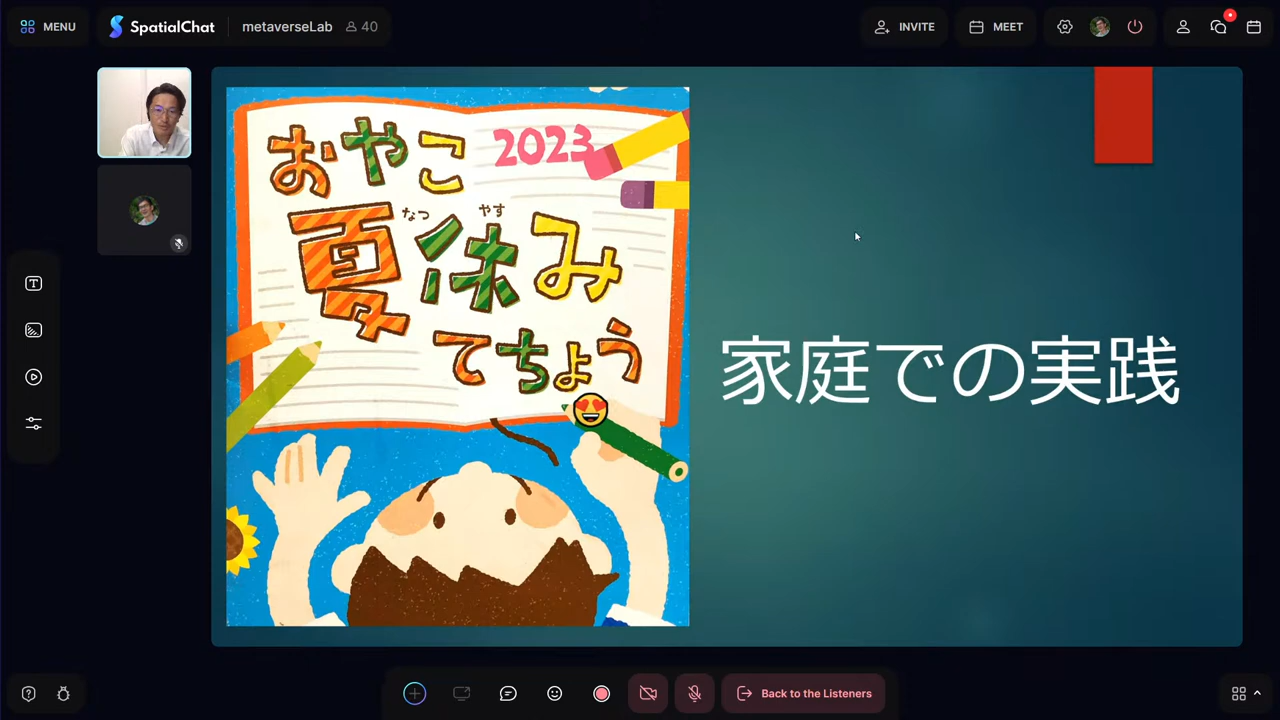 MENU
SpatialChat
metaverseLab
40
INVITE
MEET
おやこ
2023
なつ やす
夏休み
てちょう
家庭での実践
Back to the Listeners